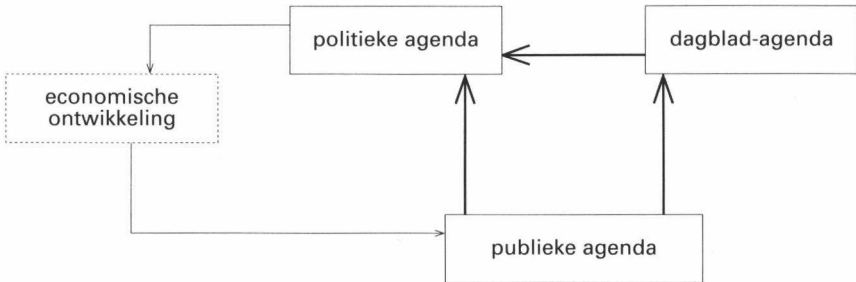 politieke agenda
dagblad-agenda
economische
ontwikkeling
publieke agenda